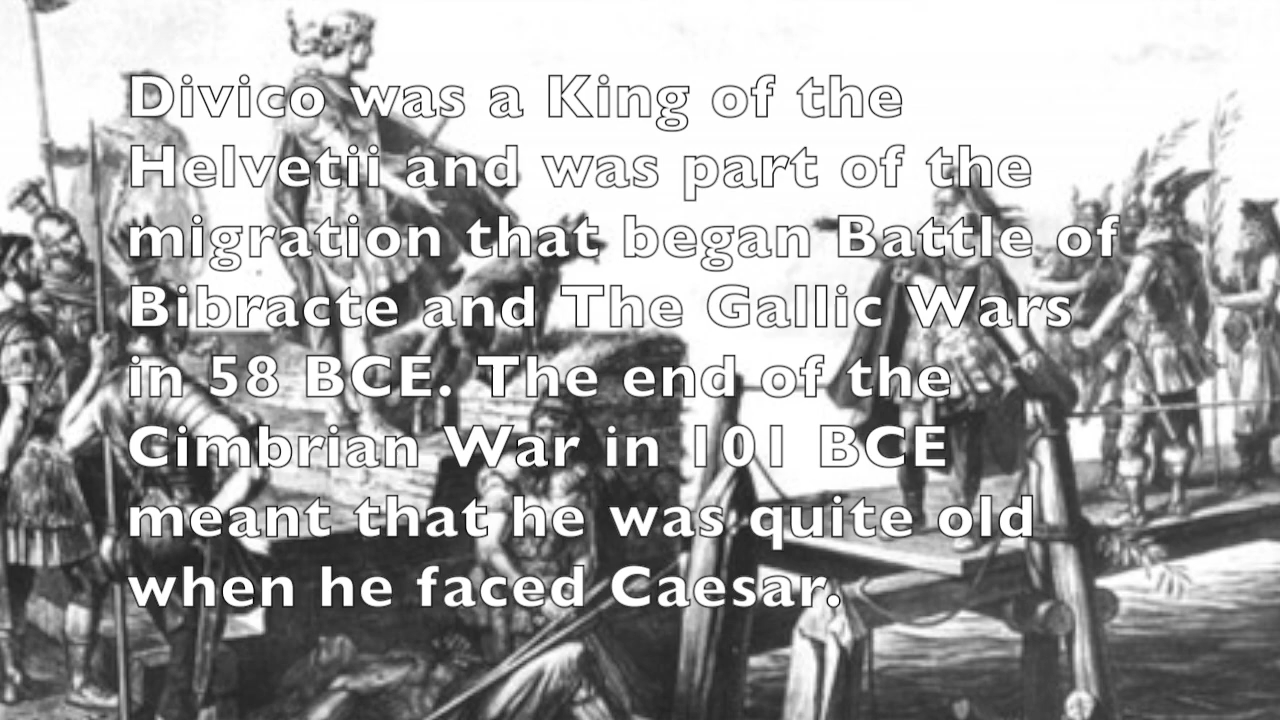 Divico was a King of the
Helvetii and was part of the
migration that began Battle of
Bibracte and The Gallic Wars
in 58 BCE. The end of the
Cimbrian War in 101 BCE
meant that he was quite old
when he faced Caesar.